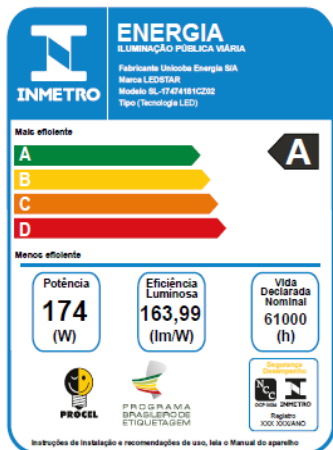 INMETRO
ENERGIA
ILUMINAÇÃO PÚBLICA VIÁRIA
Fabricante Unicoba Energia S/A
Marca LEDSTAR
Modelo SL-17474181CZ02
Tipo (Tecnologia LED)
Mais eficiente
A
A
B
C
D
Menos eficiente
Potência
174
(W)
Eficiência
Luminosa
163,99
(lm/W)
Vida
Declarada
Nominal
61000
(h)
PROCEL
PROGRAMA
BRASILEIRO DE
ETIQUETAGEM
Segurança
Desempenho
NCC
INMETRO
Registro
XXX XXX/ANO
Instruções de instalação e recomendações de uso, leia o Manual do aparelho